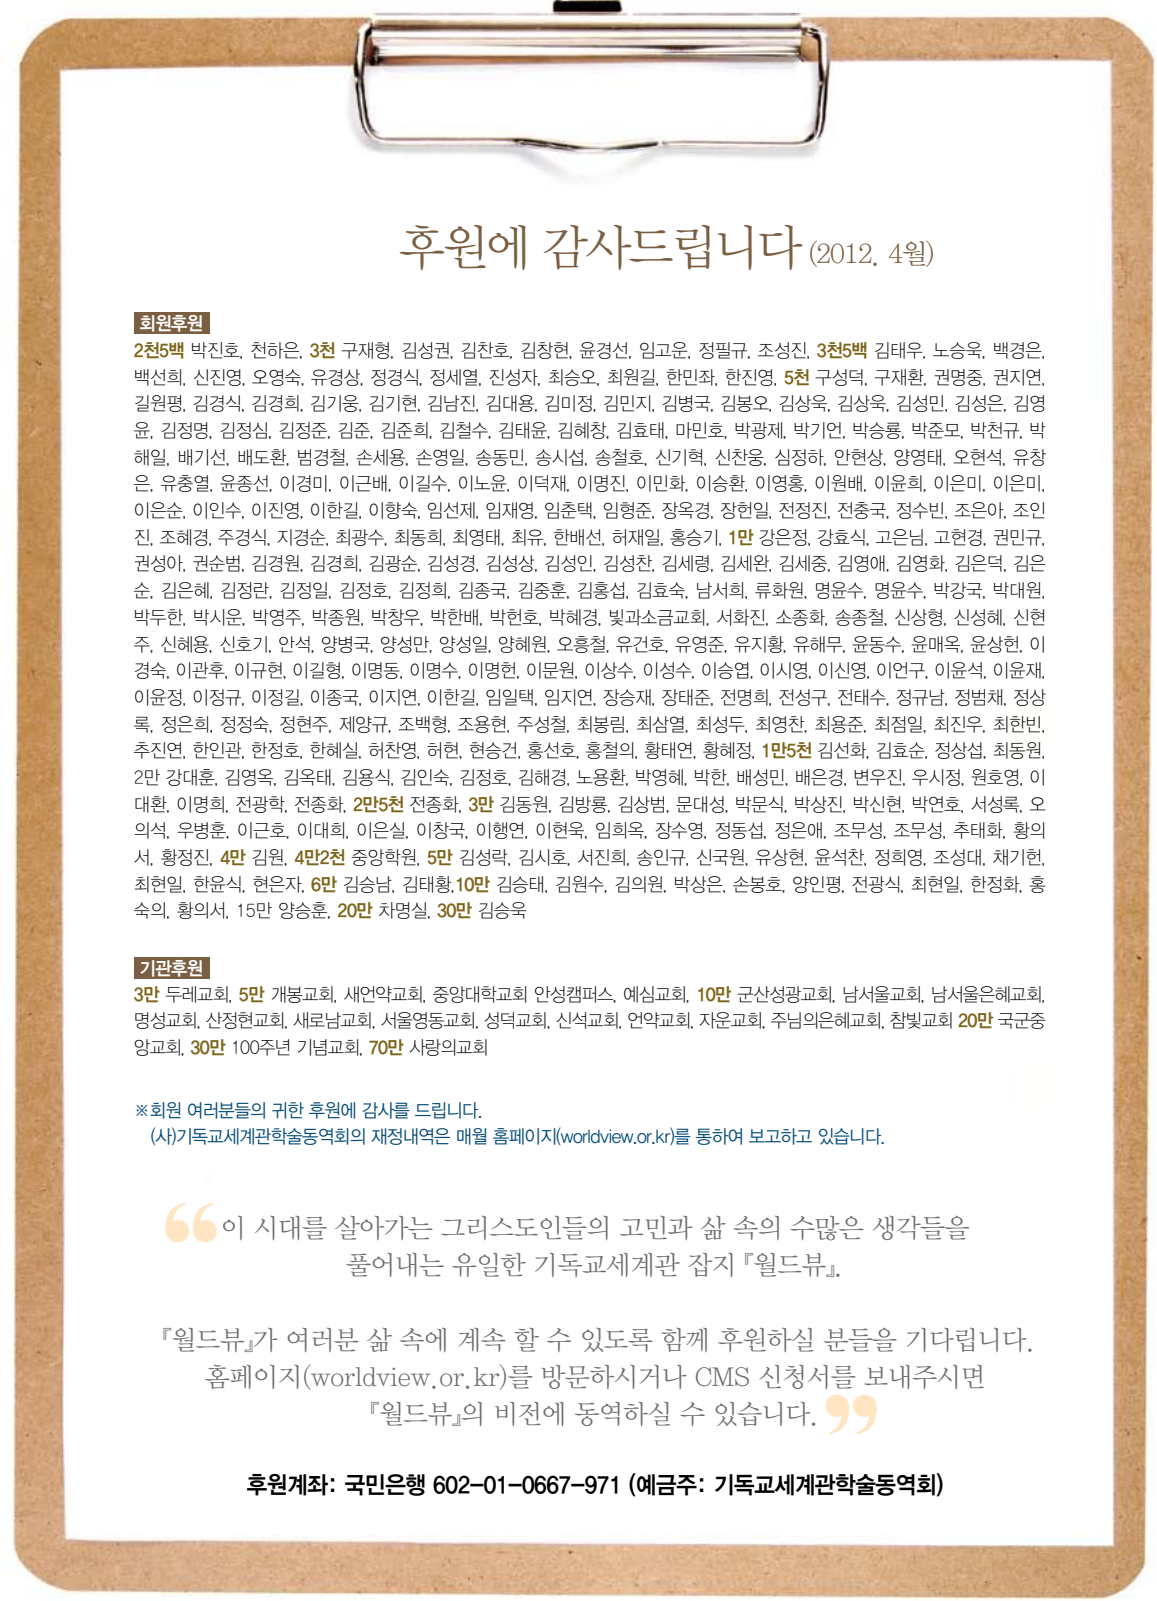 후원에 감사드립니다 (2012. 4월)
회원후원
2천5백 박진호, 천하은, 3천 구재형, 김성권, 김찬호, 김창현, 윤경선, 임고운, 정필규, 조성진, 3천5백 김태우, 노승욱, 백경은,
백선희, 신진영, 오영숙, 유경상, 정경식, 정세열, 진성자, 최승오, 최원길, 한민좌, 한진영, 5천 구성덕, 구재환, 권명중, 권지연,
길원평, 김경식, 김경희, 김기웅, 김기현, 김남진, 김대용, 김미정, 김민지, 김병국, 김봉오, 김상욱, 김상욱, 김성민, 김성은, 김영
윤, 김정명, 김정심, 김정준, 김준, 김준희, 김철수, 김태윤, 김혜창, 김효태, 마민호, 박광제, 박기언, 박승룡, 박준모, 박천규, 박
해일, 배기선, 배도환, 범경철, 손세용, 손영일, 송동민, 송시섭, 송철호, 신기혁, 신찬웅, 심정하, 안현상, 양영태, 오현석, 유창
은, 유충열, 윤종선, 이경미, 이근배, 이길수, 이노윤, 이덕재, 이명진, 이민화, 이승환, 이영홍, 이원배, 이윤희, 이은미, 이은미,
이은순, 이인수, 이진영, 이한길, 이향숙, 임선제, 임재영, 임춘택, 임형준, 장옥경, 장헌일, 전정진, 전충국, 정수빈, 조은아, 조인
진, 조혜경, 주경식, 지경순, 최광수, 최동희, 최영태, 최유, 한배선, 허재일, 홍승기, 1만 강은정, 강효식, 고은님, 고현경, 권민규,
권성아, 권순범, 김경원, 김경희, 김광순, 김성경, 김성상, 김성인, 김성찬, 김세령, 김세완, 김세중, 김영애, 김영화, 김은덕, 김은
순, 김은혜, 김정란, 김정일, 김정호, 김정희, 김종국, 김중훈, 김홍섭, 김효숙, 남서희, 류화원, 명윤수, 명윤수, 박강국, 박대원,
박두한, 박시운, 박영주, 박종원, 박창우, 박한배, 박헌호, 박혜경, 빛과소금교회, 서화진, 소종화, 송종철, 신상형, 신성혜, 신현
주, 신혜용, 신호기, 안석, 양병국, 양성만, 양성일, 양혜원, 오흥철, 유건호, 유영준, 유지황, 유해무, 윤동수, 윤매옥, 윤상헌, 이
경숙, 이관후, 이규현, 이길형, 이명동, 이명수, 이명헌, 이문원, 이상수, 이성수, 이승엽, 이시영, 이신영, 이언구, 이윤석, 이윤재,
이윤정, 이정규, 이정길, 이종국, 이지연, 이한길, 임일택, 임지연, 장승재, 장태준, 전명희, 전성구, 전태수, 정규남, 정범채, 정상
록, 정은희, 정정숙, 정현주, 제양규, 조백형, 조용현, 주성철, 최봉림, 최삼열, 최성두, 최영찬, 최용준, 최점일, 최진우, 최한빈,
추진연, 한인관, 한정호, 한혜실, 허찬영, 허현, 현승건, 홍선호, 홍철의, 황태연, 황혜정, 1만5천 김선화, 김효순, 정상섭, 최동원,
2만 강대훈, 김영옥, 김옥태, 김용식, 김인숙, 김정호, 김해경, 노용환, 박영혜, 박한, 배성민, 배은경, 변우진, 우시정, 원호영, 이
대환, 이명희, 전광학, 전종화, 2만5천 전종화, 3만 김동원, 김방룡, 김상범, 문대성, 박문식, 박상진, 박신현, 박연호, 서성록, 오
의석, 우병훈, 이근호, 이대희, 이은실, 이창국, 이행연, 이현욱, 임희옥, 장수영, 정동섭, 정은애, 조무성, 조무성, 추태화, 황의
서, 황정진, 4만 김원, 4만2천 중앙학원, 5만 김성락, 김시호, 서진희, 송인규, 신국원, 유상현, 윤석찬, 정희영, 조성대, 채기헌,
최현일, 한윤식, 현은자, 6만 김승남, 김태황,10만 김승태, 김원수, 김의원, 박상은, 손봉호, 양인평, 전광식, 최현일, 한정화, 홍
숙의, 황의서, 15만 양승훈, 20만 차명실, 30만 김승욱
기관후원
3만 두레교회, 5만 개봉교회, 새언약교회, 중앙대학교회 안성캠퍼스, 예심교회, 10만 군산성광교회, 남서울교회, 남서울은혜교회,
명성교회, 산정현교회, 새로남교회, 서울영동교회, 성덕교회, 신석교회, 언약교회, 자운교회, 주님의은혜교회, 참빛교회 20만 국군중
앙교회, 30만 100주년 기념교회, 70만 사랑의교회
※회원 여러분들의 귀한 후원에 감사를 드립니다.
(사)기독교세계관학술동역회의 재정내역은 매월 홈페이지(worldview.or.kr)를 통하여 보고하고 있습니다.
“이 시대를 살아가는 그리스도인들의 고민과 삶 속의 수많은 생각들을
풀어내는 유일한 기독교세계관 잡지『월드뷰』.
『월드뷰』가 여러분 삶 속에 계속 할 수 있도록 함께 후원하실 분들을 기다립니다.
홈페이지(worldview.or.kr)를 방문하시거나 CMS 신청서를 보내주시면
『월드뷰』의 비전에 동역하실 수 있습니다.”
후원계좌: 국민은행 602-01-0667-971 (예금주: 기독교세계관학술동역회)